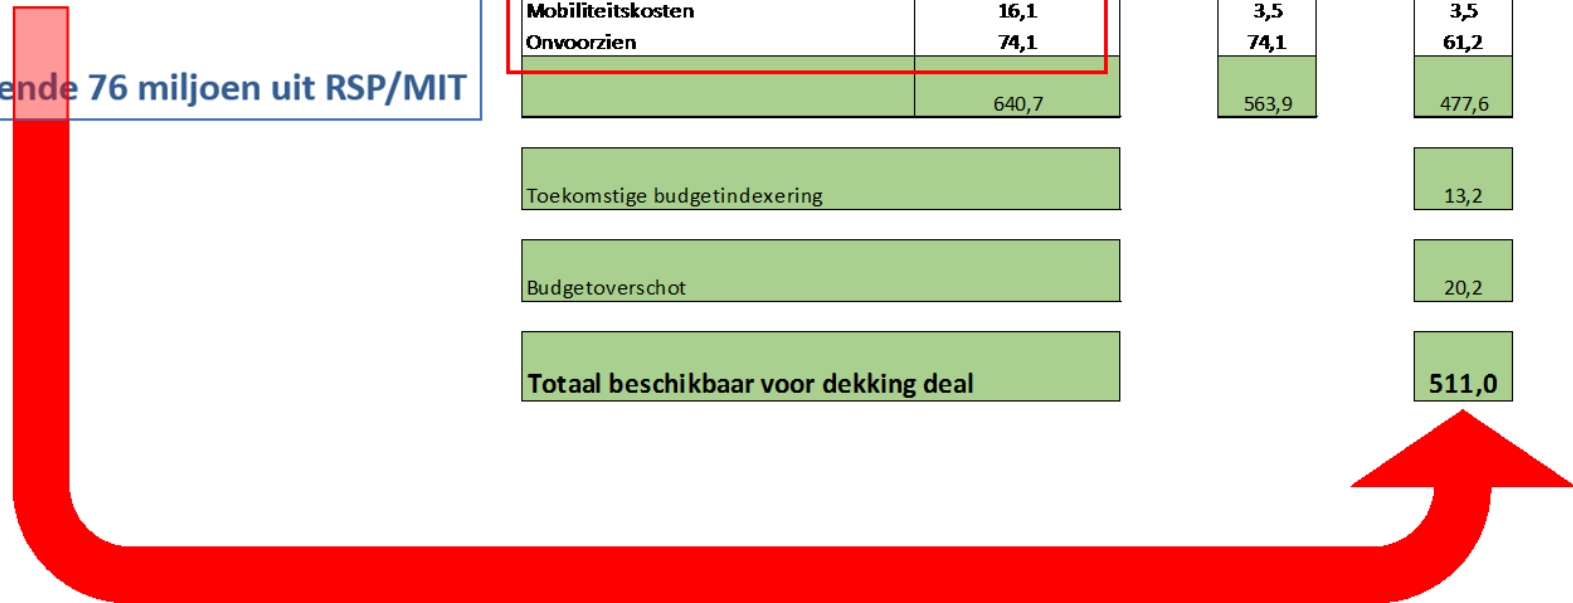 Mobiliteitskosten 16,1 3,5 3,5
Onvoorzien 74,1 74,1 61,2
ende 76 miljoen uit RSP/MIT
640,7 563,9 477,6
Toekomstige budgetindexering 13,2
Budgetoverschot 20,2
Totaal beschikbaar voor dekking deal 511,0